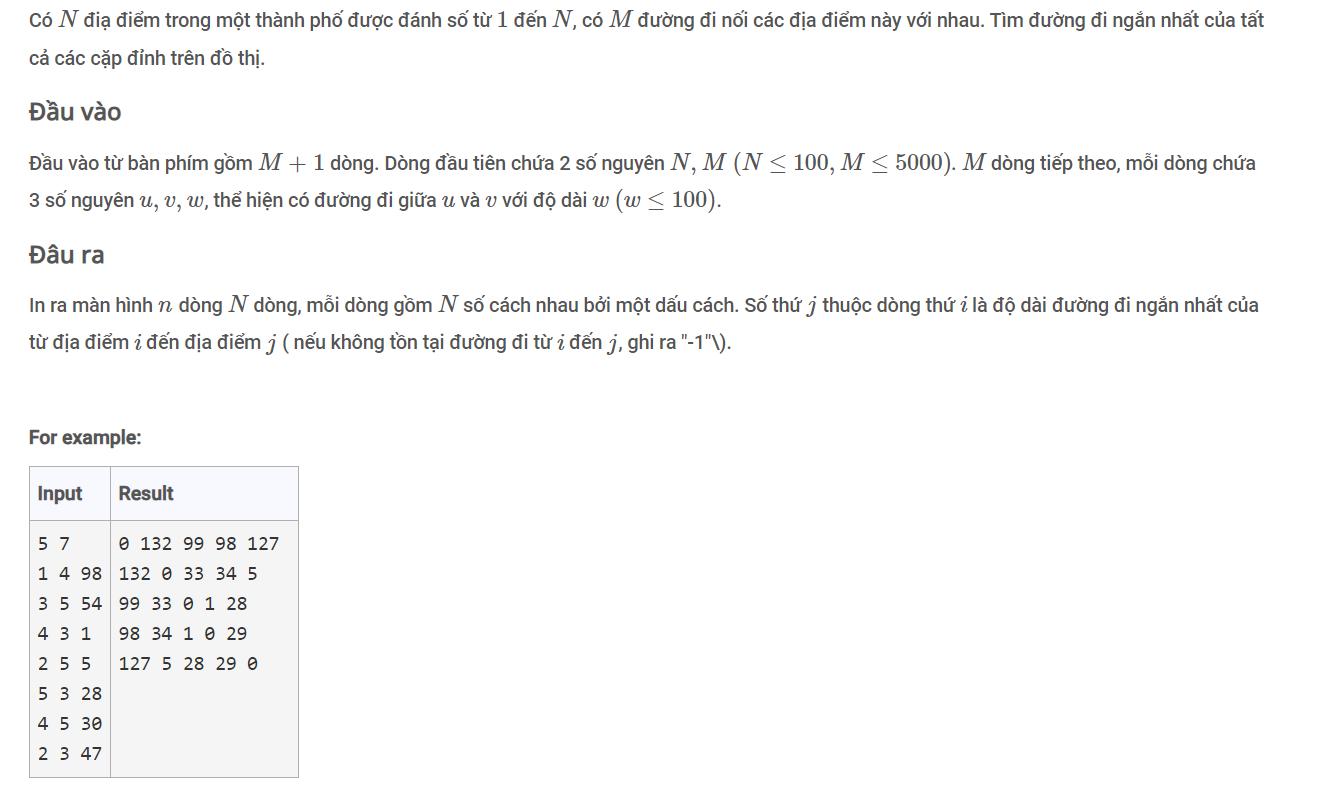 Có N địa điểm trong một thành phố được đánh số từ 1 đến N, có M đường đi nối các địa điểm này với nhau. Tìm đường đi ngắn nhất của tất
cả các cặp đỉnh trên đồ thị.
Đầu vào
Đầu vào từ bàn phím gồm M + 1 dòng. Dòng đầu tiên chứa 2 số nguyên N, M (N ≤ 100, M ≤ 5000). M dòng tiếp theo, mỗi dòng chứa
3 số nguyên u, v, w, thể hiện có đường đi giữa u và v với độ dài w (w ≤ 100).
Đâu ra
In ra màn hình n dòng N dòng, mỗi dòng gồm N số cách nhau bởi một dấu cách. Số thứ j thuộc dòng thứ i là độ dài đường đi ngắn nhất của
từ địa điểm i đến địa điểm j ( nếu không tồn tại đường đi từ i đến j, ghi ra "-1"\).
For example:
Input Result
5 7 0 132 99 98 127
1 4 98 132 0 33 34 5
3 5 54 99 33 0 1 28
4 3 1 98 34 1 0 29
2 5 5 127 5 28 29 0
5 3 28
4 5 30
2 3 47